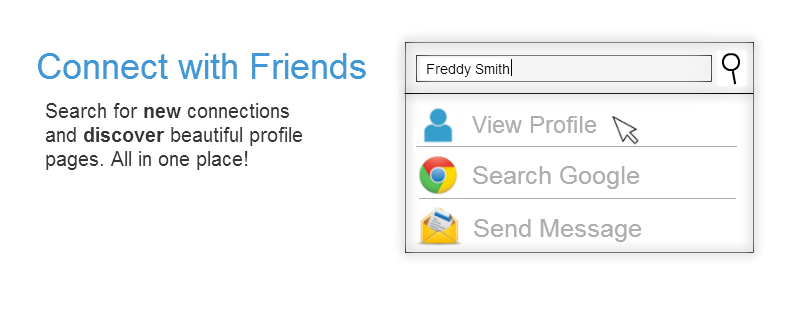 Connect with Friends
Search for new connections
and discover beautiful profile
pages. All in one place!
Freddy Smith
View Profile
Search Google
Send Message